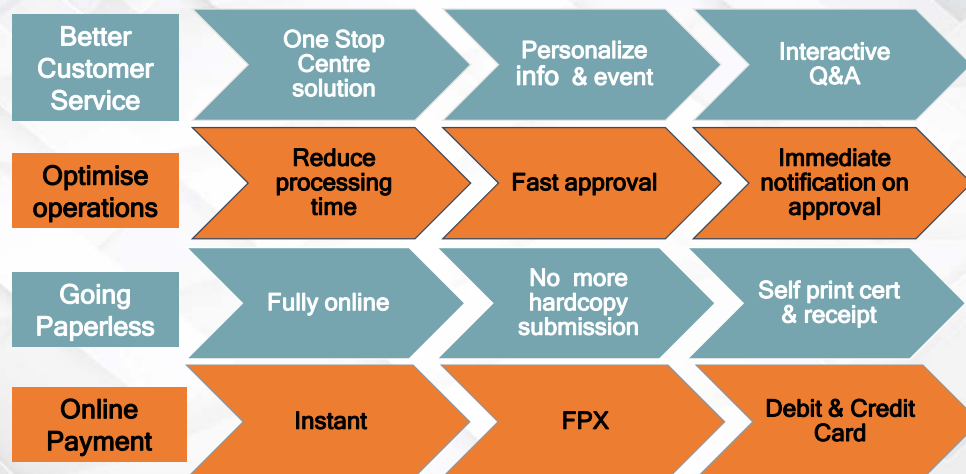 Better
Customer
Service
One Stop
Centre
solution
Personalize
info & event
Interactive
Q&A
Optimise
operations
Reduce
processing
time
Fast approval
Immediate
notification on
approval
Going
Paperless
Fully online
No more
hardcopy
submission
Self print cert
& receipt
Online
Payment
Instant
FPX
Debit & Credit
Card